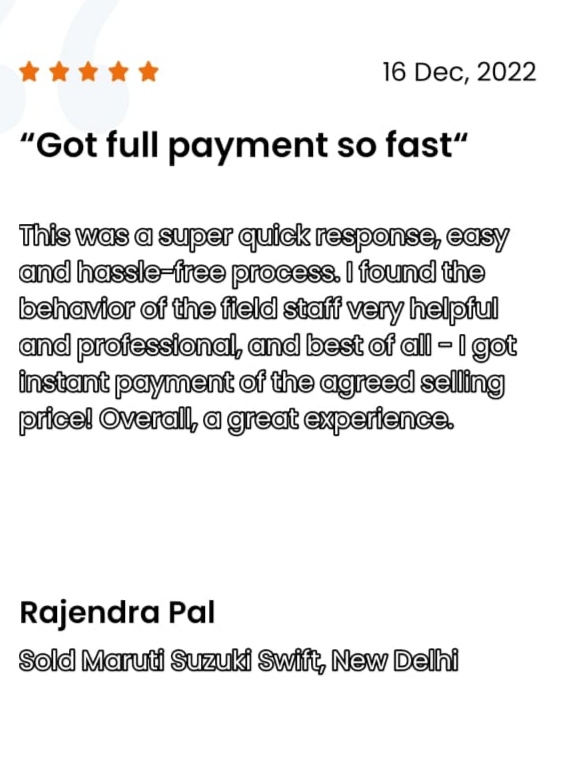 16 Dec, 2022
“Got full payment so fast“
This was a super quick response, easy
and hassle-free process. I found the
behavior of the field staff very helpful
and professional, and best of all - I got
instant payment of the agreed selling
price! Overall, a great experience.
Rajendra Pal
Sold Maruti Suzuki Swift, New Delhi